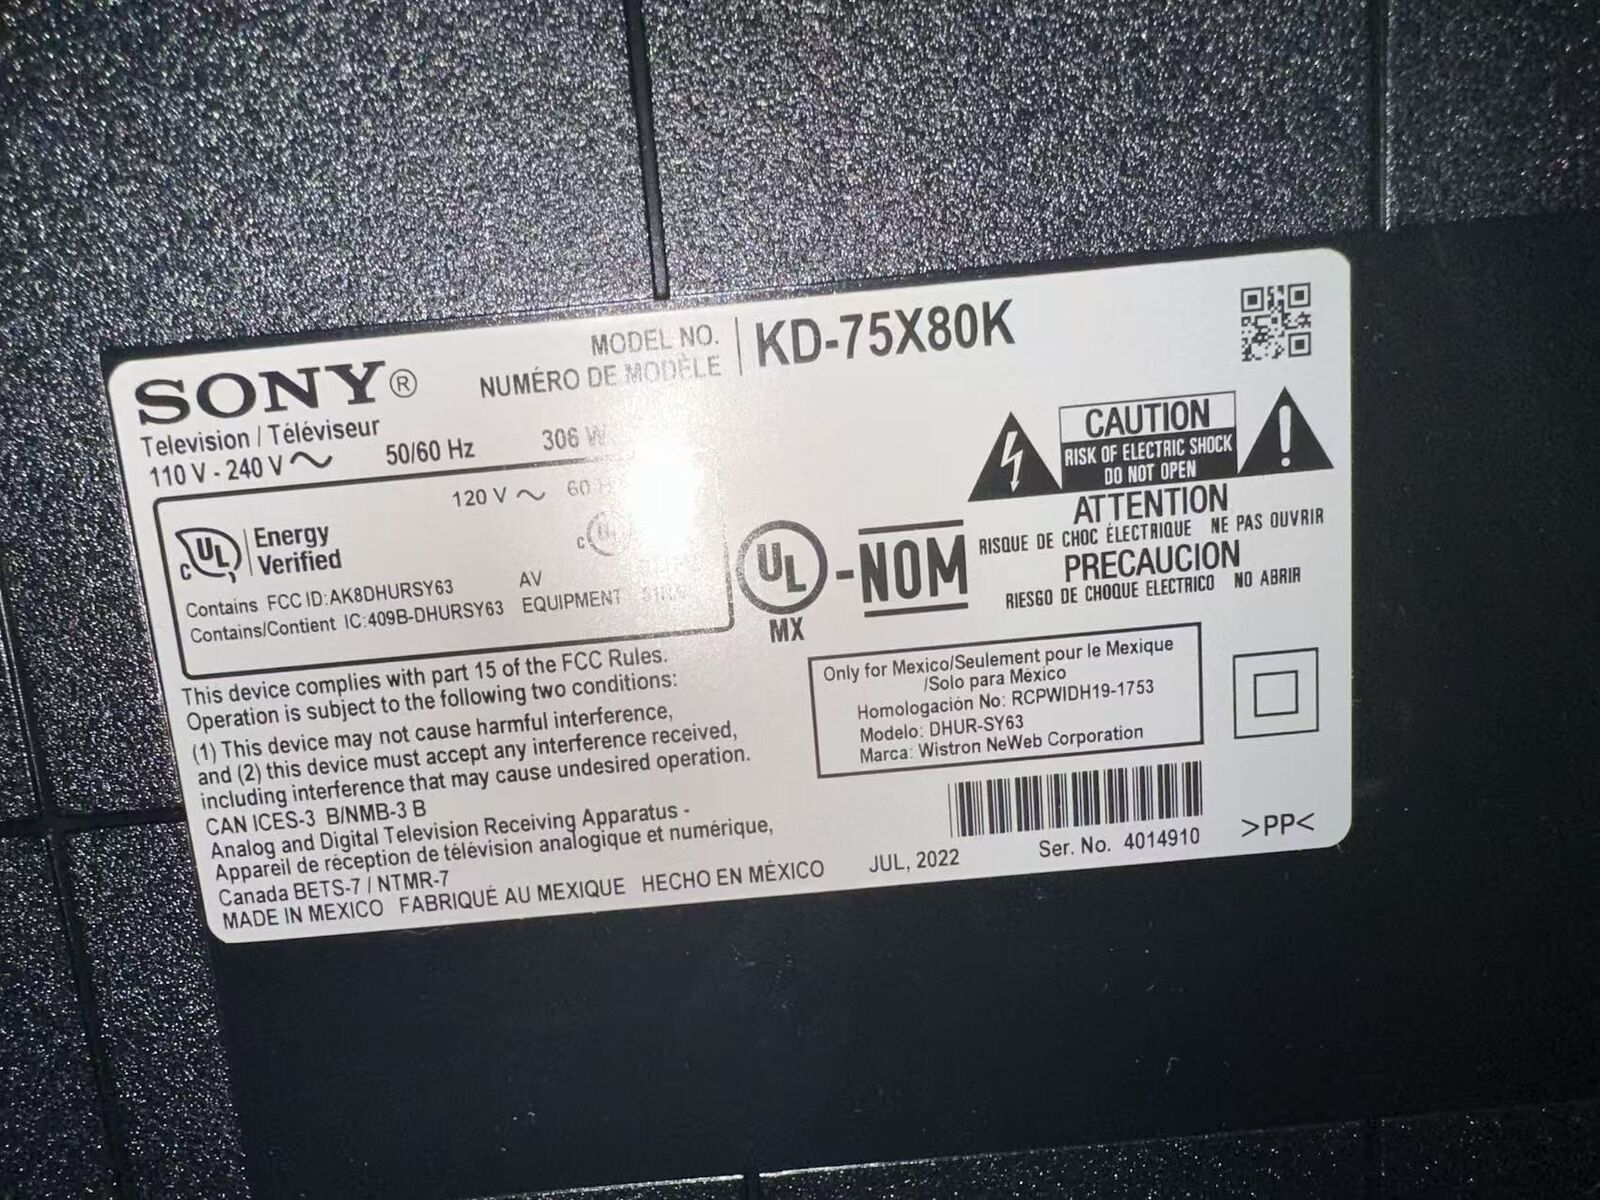 SONY®
MODEL NO.
NUMÉRO DE MODÈLE
KD-75X80K
Television / Téléviseur
110 V - 240 V ~ 50/60 Hz 306 W
120 V ~ 60
c UL Energy
Verified
c UL
Contains FCC ID:AK8DHURSY63
Contains/Contient IC:409B-DHURSY63
AV
EQUIPMENT
UL
MX
-NOM
CAUTION
RISK OF ELECTRIC SHOCK
DO NOT OPEN
ATTENTION
RISQUE DE CHOC ÉLECTRIQUE NE PAS OUVRIR
PRECAUCION
RIESGO DE CHOQUE ELECTRICO NO ABRIR
This device complies with part 15 of the FCC Rules.
Operation is subject to the following two conditions:
(1) This device may not cause harmful interference,
and (2) this device must accept any interference received,
including interference that may cause undesired operation.
CAN ICES-3 B/NMB-3 B
Analog and Digital Television Receiving Apparatus -
Appareil de réception de télévision analogique et numérique,
Canada BETS-7 / NTMR-7
MADE IN MEXICO FABRIQUÉ AU MEXIQUE HECHO EN MÉXICO
Only for Mexico/Seulement pour le Mexique
/Solo para México
Homologación No: RCPWIDH19-1753
Modelo: DHUR-SY63
Marca: Wistron NeWeb Corporation
JUL, 2022
Ser. No. 4014910
>PP<